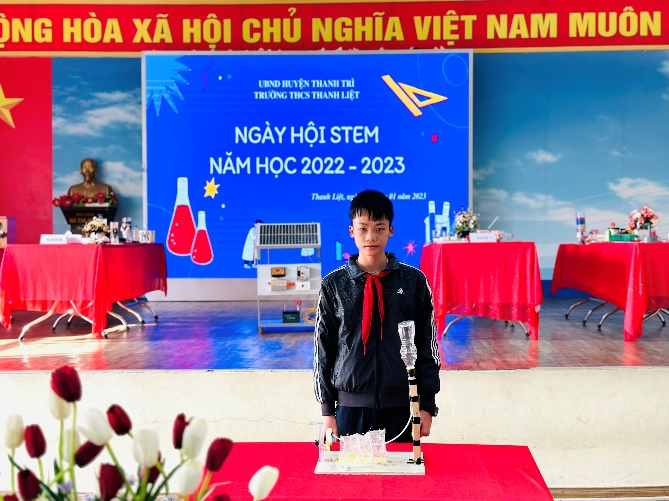 ỘNG HÒA XÃ HỘI CHỦ NGHĨA VIỆT NAM MUÔN
UBND HUYỆN THANH TRÌ
TRƯỜNG THCS THANH LIỆT
NGÀY HỘI STEM
NĂM HỌC 2022 - 2023
Thanh Liệt, 01 năm 2023